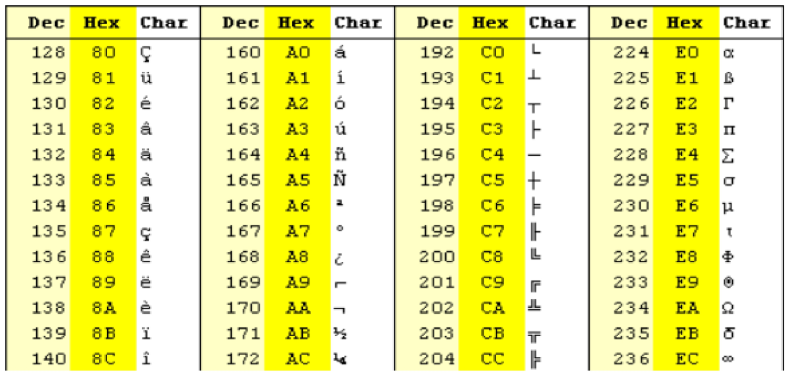 Dec Hex Char Dec Hex Char Dec Hex Char Dec Hex Char
128 80 Ç 160 A0 á 192 C0 └ 224 E0 α
129 81 ü 161 A1 í 193 C1 ┴ 225 E1 ß
130 82 é 162 A2 ó 194 C2 ┬ 226 E2 Γ
131 83 â 163 A3 ú 195 C3 ├ 227 E3 π
132 84 ä 164 A4 ñ 196 C4 ─ 228 E4 Σ
133 85 à 165 A5 Ñ 197 C5 ┼ 229 E5 σ
134 86 å 166 A6 ª 198 C6 ╞ 230 E6 µ
135 87 ç 167 A7 º 199 C7 ╟ 231 E7 ι
136 88 ê 168 A8 ¿ 200 C8 ╚ 232 E8 Φ
137 89 ë 169 A9 ⌐ 201 C9 ╔ 233 E9 Θ
138 8A è 170 AA ¬ 202 CA ╩ 234 EA Ω
139 8B ï 171 AB ½ 203 CB ╦ 235 EB δ
140 8C î 172 AC ¼ 204 CC ╠ 236 EC ∞